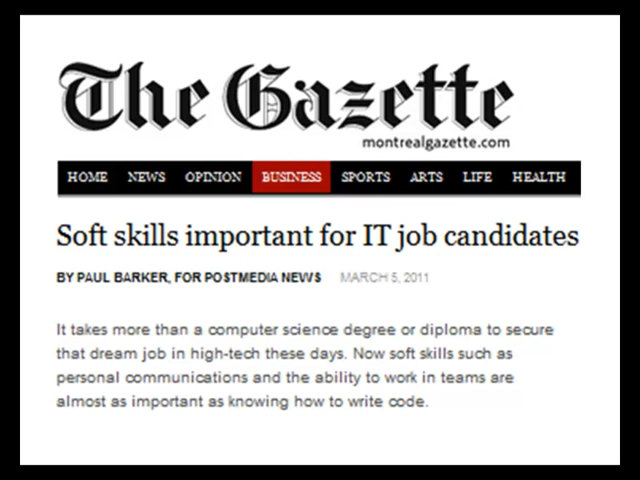 The Gazette
montrealgazette.com
HOME NEWS OPINION BUSINESS SPORTS ARTS LIFE HEALTH
Soft skills important for IT job candidates
BY PAUL BARKER, FOR POSTMEDIA NEWS MARCH 5, 2011
It takes more than a computer science degree or diploma to secure
that dream job in high-tech these days. Now soft skills such as
personal communications and the ability to work in teams are
almost as important as knowing how to write code.